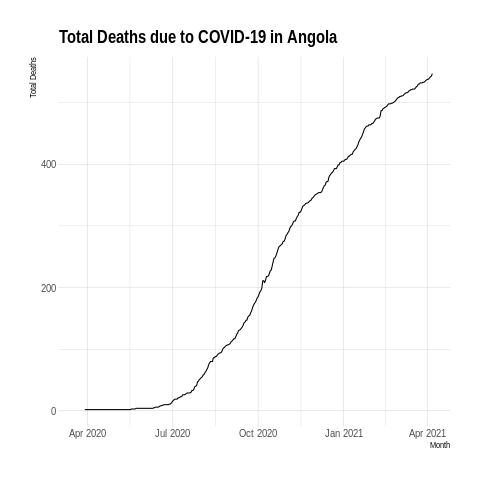 Total Deaths due to COVID-19 in Angola
Total Deaths
400
200
0
Apr 2020 Jul 2020 Oct 2020 Jan 2021 Apr 2021
Month